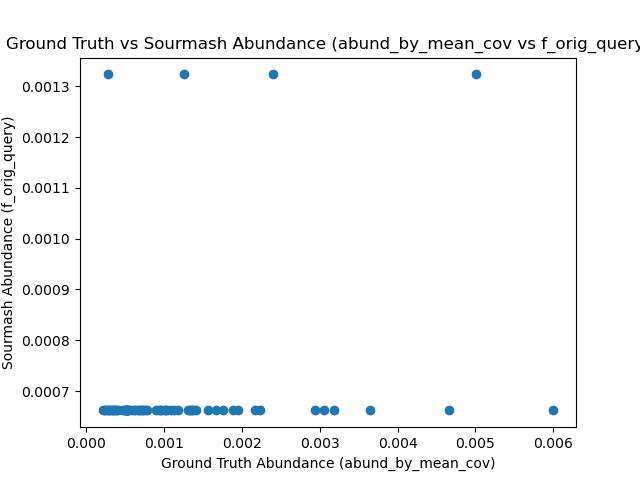 Ground Truth vs Sourmash Abundance (abund_by_mean_cov vs f_orig_query
0.0013
0.0012
0.0011
0.0010
0.0009
0.0008
0.0007
Sourmash Abundance (f_orig_query)
0.000 0.001 0.002 0.003 0.004 0.005 0.006
Ground Truth Abundance (abund_by_mean_cov)